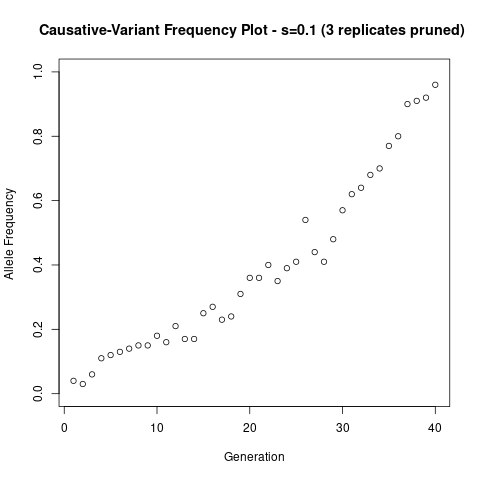 Causative-Variant Frequency Plot - s=0.1 (3 replicates pruned)
1.0
0.8
0.6
0.4
0.2
0.0
Allele Frequency
0 10 20 30 40
Generation